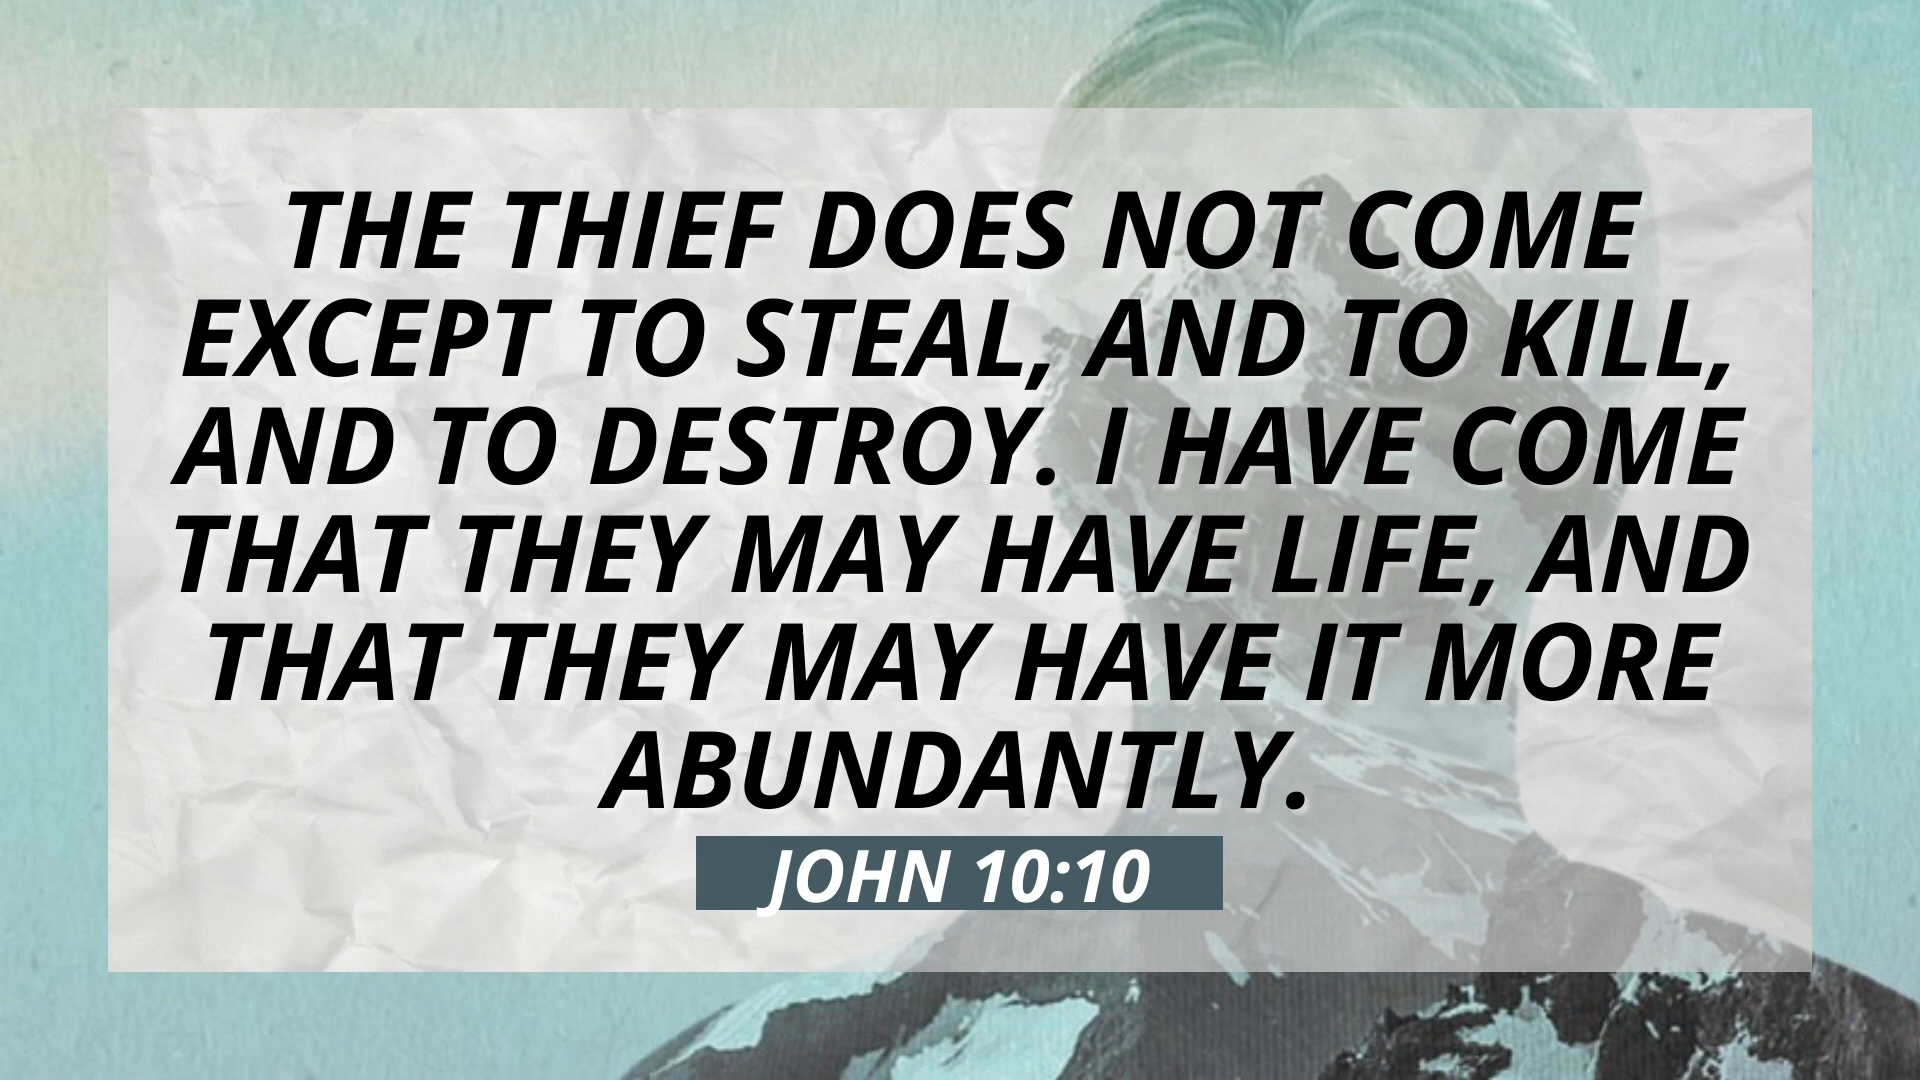 THE THIEF DOES NOT COME
EXCEPT TO STEAL, AND TO KILL,
AND TO DESTROY. I HAVE COME
THAT THEY MAY HAVE LIFE, AND
THAT THEY MAY HAVE IT MORE
ABUNDANTLY.
JOHN 10:10